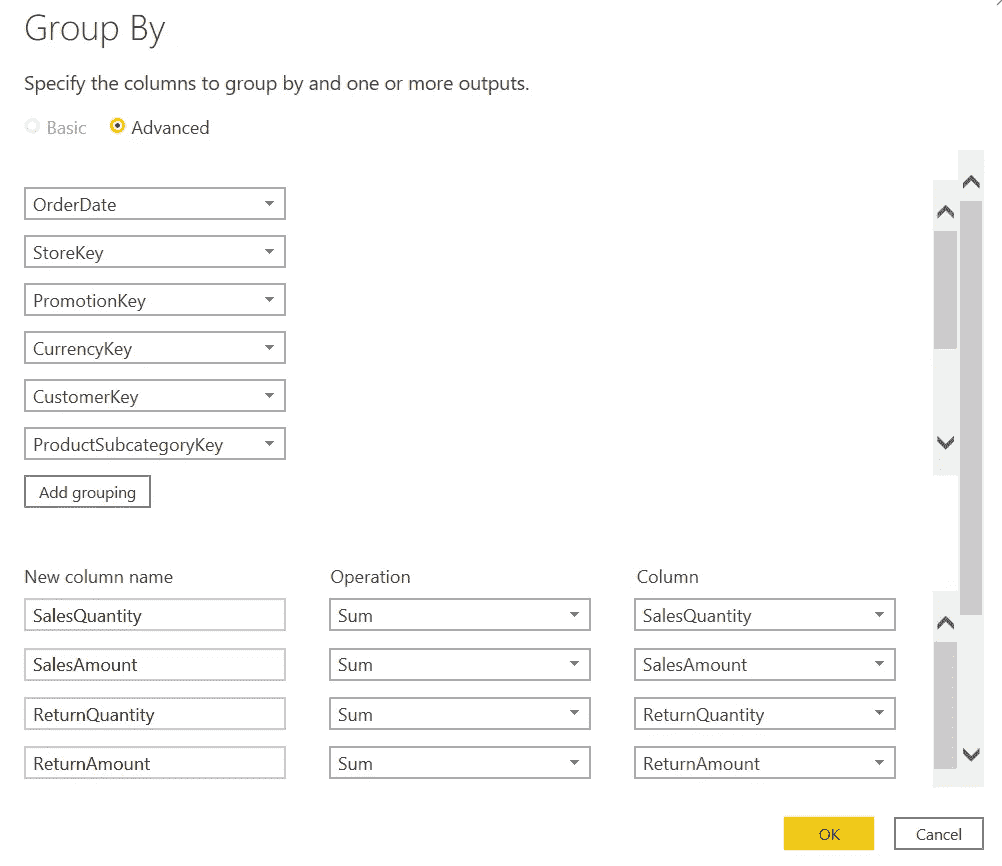 Group By
Specify the columns to group by and one or more outputs.
Basic Advanced
OrderDate
StoreKey
PromotionKey
CurrencyKey
CustomerKey
ProductSubcategoryKey
Add grouping
New column name Operation Column
SalesQuantity Sum SalesQuantity
SalesAmount Sum SalesAmount
ReturnQuantity Sum ReturnQuantity
ReturnAmount Sum ReturnAmount
OK Cancel